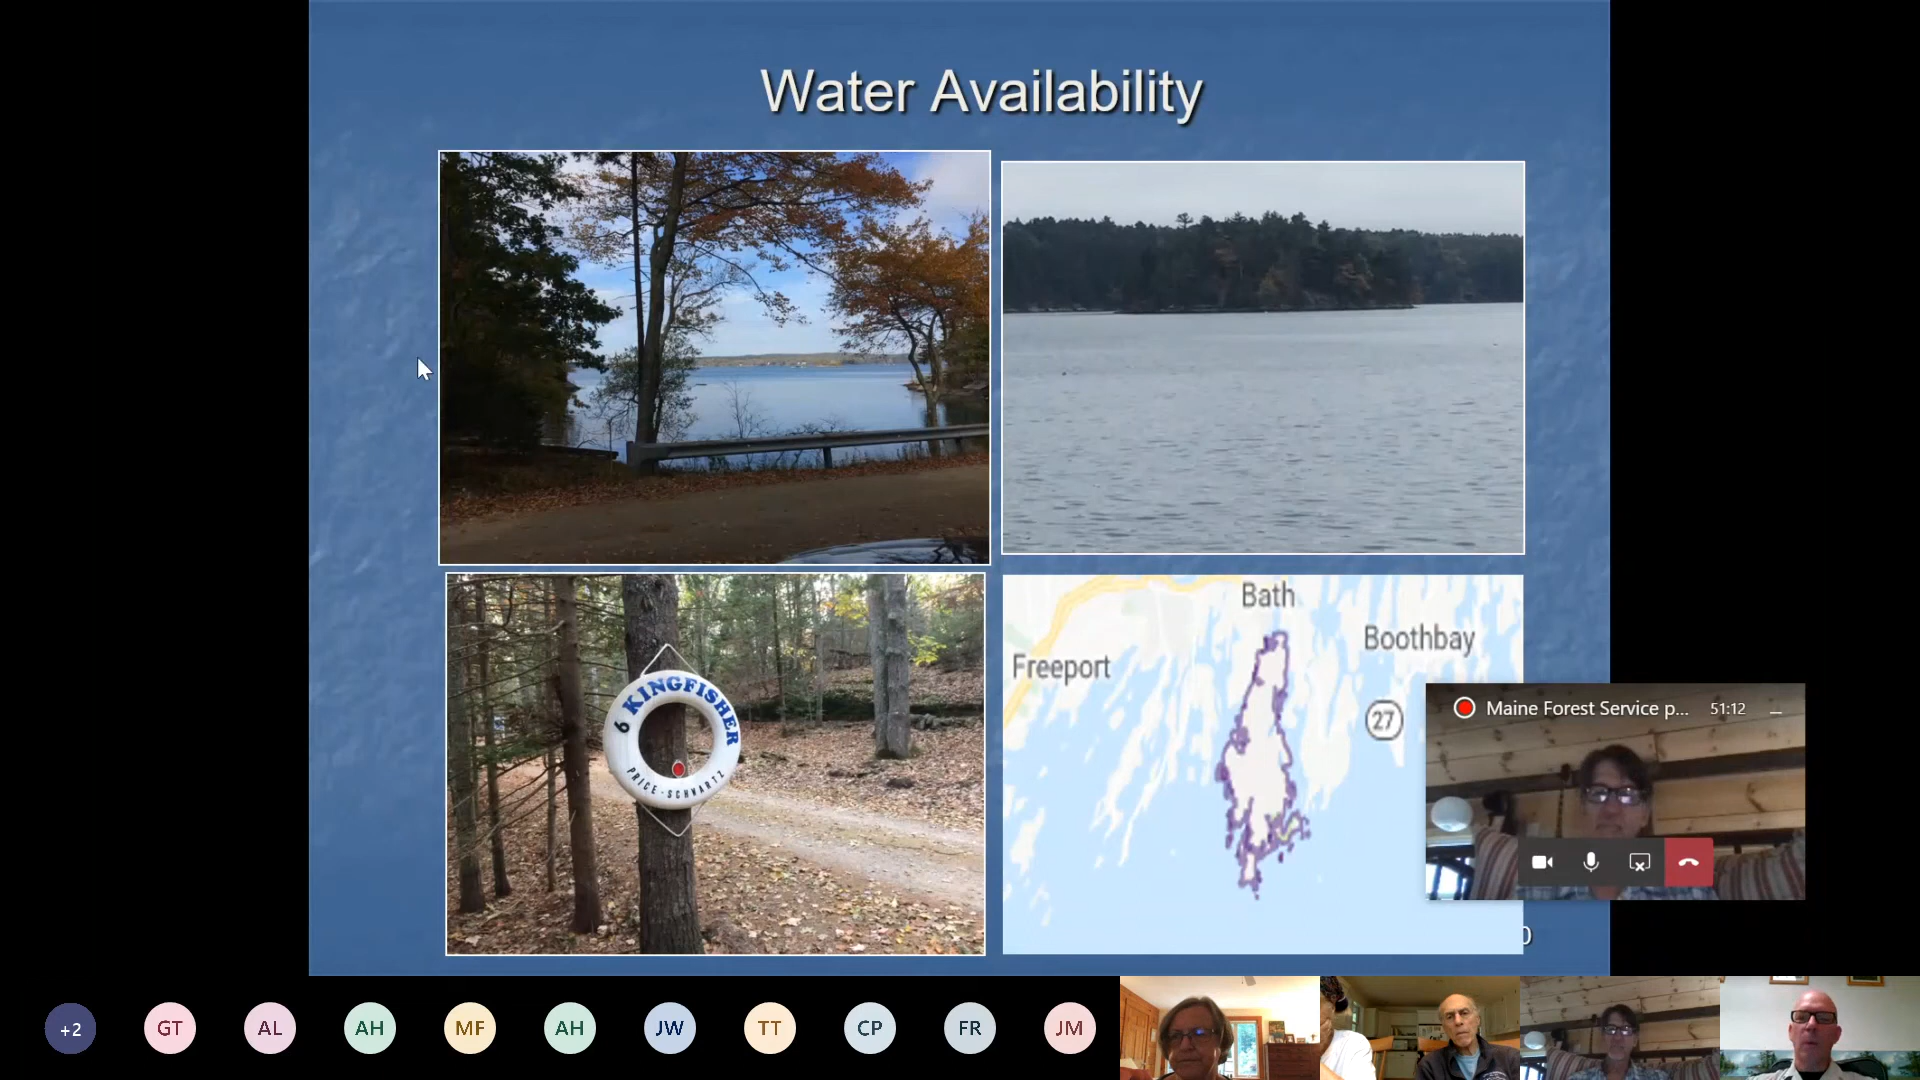 Water Availability
KINGFISHER
6
PRICE-SCHWARTZ
Bath
Boothbay
Freeport
27
Maine Forest Service p... 51:12
+2 GT AL AH MF AH JW TT CP FR JM